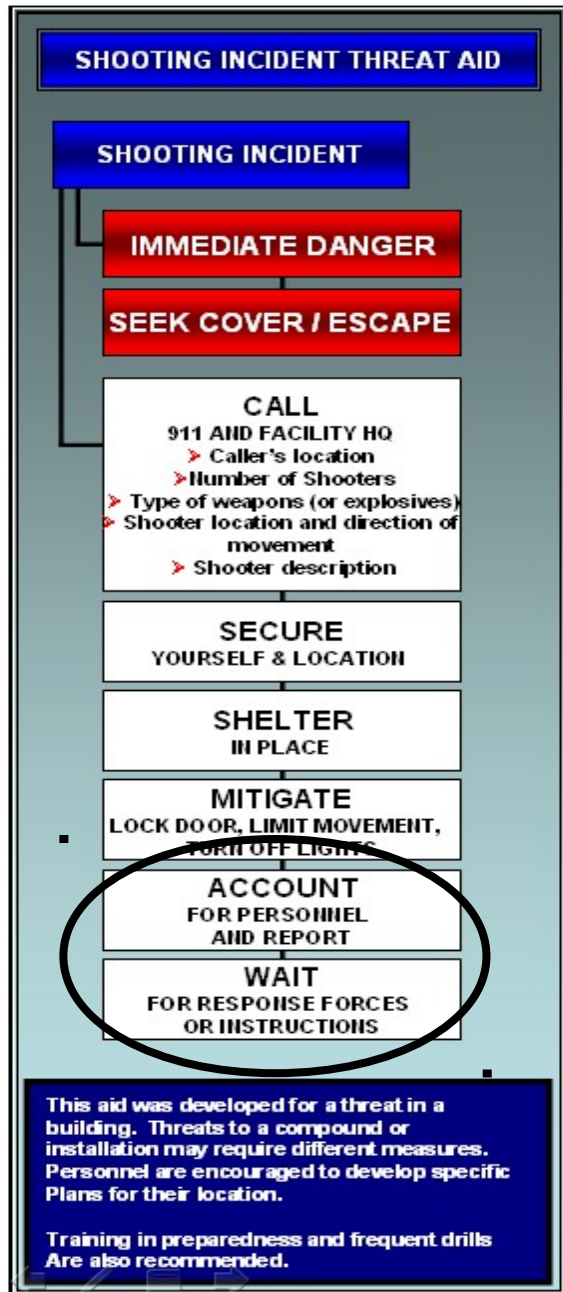 SHOOTING INCIDENT THREAT AID
SHOOTING INCIDENT
IMMEDIATE DANGER
SEEK COVER / ESCAPE
CALL
911 AND FACILITY HQ
➢ Caller's location
➢Number of Shooters
➢ Type of weapons (or explosives)
➢ Shooter location and direction of
movement
➢ Shooter description
SECURE
YOURSELF & LOCATION
SHELTER
IN PLACE
MITIGATE
LOCK DOOR, LIMIT MOVEMENT,
TURN OFF LIGHTS
ACCOUNT
FOR PERSONNEL
AND REPORT
WAIT
FOR RESPONSE FORCES
OR INSTRUCTIONS
This aid was developed for a threat in a
building. Threats to a compound or
installation may require different measures.
Personnel are encouraged to develop specific
Plans for their location.
Training in preparedness and frequent drills
Are also recommended.